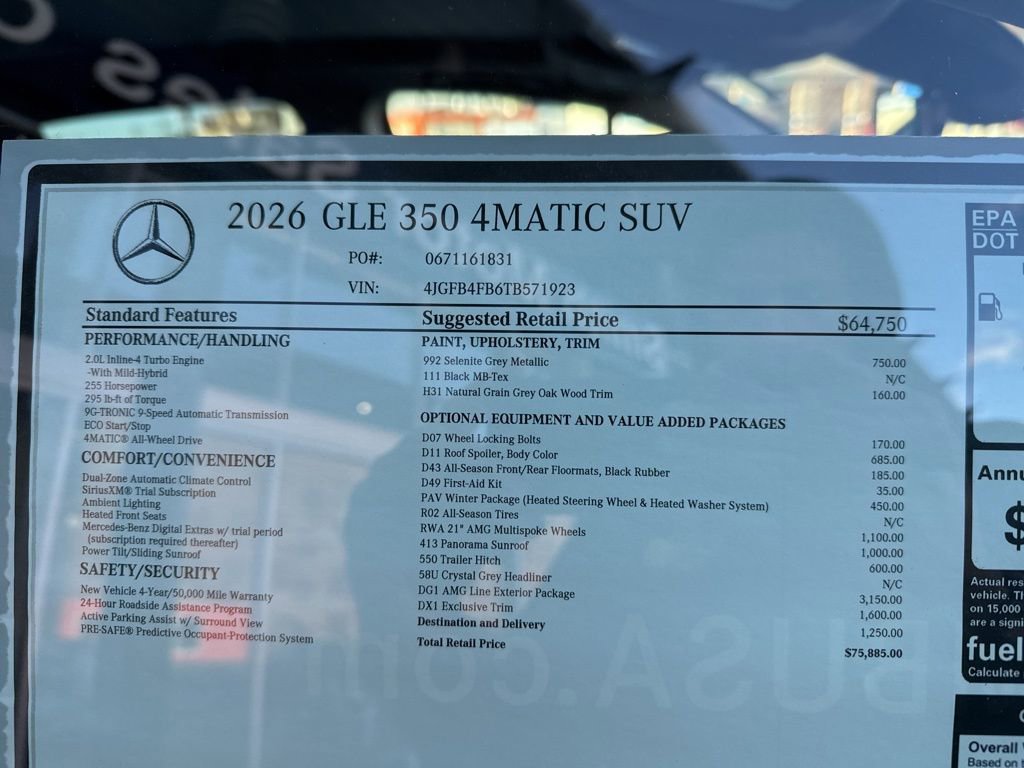 2026 GLE 350 4MATIC SUV
PO#: 0671161831
VIN: 4JGFB4FB6TB571923
Standard Features
PERFORMANCE/HANDLING
2.0L Inline-4 Turbo Engine
-With Mild-Hybrid
255 Horsepower
295 lb-ft of Torque
9G-TRONIC 9-Speed Automatic Transmission
ECO Start/Stop
4MATIC® All-Wheel Drive
COMFORT/CONVENIENCE
Dual-Zone Automatic Climate Control
SiriusXM® Trial Subscription
Ambient Lighting
Heated Front Seats
Mercedes-Benz Digital Extras w/ trial period
(subscription required thereafter)
Power Tilt/Sliding Sunroof
SAFETY/SECURITY
New Vehicle 4-Year/50,000 Mile Warranty
24-Hour Roadside Assistance Program
Active Parking Assist w/ Surround View
PRE-SAFE® Predictive Occupant-Protection System
Suggested Retail Price $64,750
PAINT, UPHOLSTERY, TRIM
992 Selenite Grey Metallic 750.00
111 Black MB-Tex N/C
H31 Natural Grain Grey Oak Wood Trim 160.00
OPTIONAL EQUIPMENT AND VALUE ADDED PACKAGES
D07 Wheel Locking Bolts 170.00
D11 Roof Spoiler, Body Color 685.00
D43 All-Season Front/Rear Floormats, Black Rubber 185.00
D49 First-Aid Kit 35.00
PAV Winter Package (Heated Steering Wheel & Heated Washer System) 450.00
R02 All-Season Tires N/C
RWA 21" AMG Multispoke Wheels 1,100.00
413 Panorama Sunroof 1,000.00
550 Trailer Hitch 600.00
58U Crystal Grey Headliner N/C
DG1 AMG Line Exterior Package 3,150.00
DX1 Exclusive Trim 1,600.00
Destination and Delivery 1,250.00
Total Retail Price $75,885.00
EPA
DOT
Annu
$
Actual res
vehicle. Th
on 15,000
are a signi
fuel
Calculate
Overall
Based on